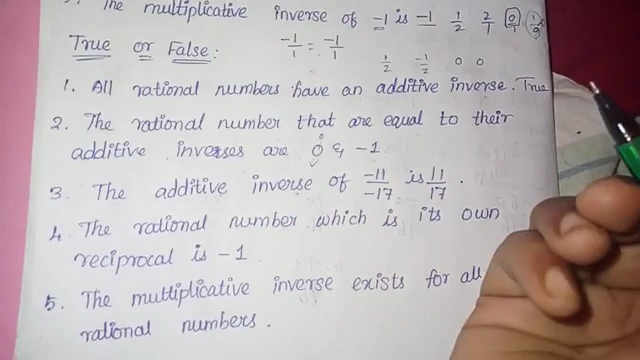 The multiplicative inverse of -1 is -1 1/2 2/1 0/1 = 1/0
True or False: -1/1 = -1/1
1/2 -1/2 0 0
1. All rational numbers have an additive inverse. True
2. The rational number that are equal to their
additive inverses are 0 & -1
3. The additive inverse of -11/-17 is 11/17.
4. The rational number which is its own
reciprocal is -1
5. The multiplicative inverse exists for all
rational numbers.